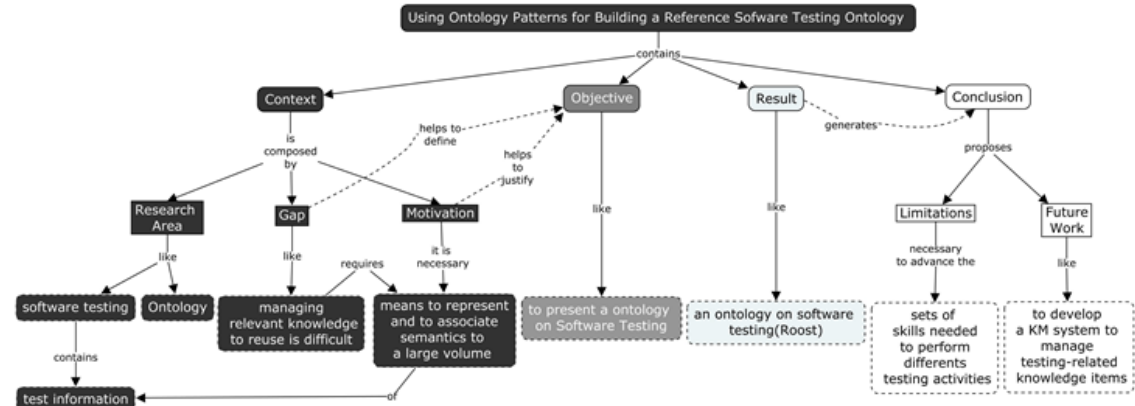 Using Ontology Patterns for Building a Reference Sofware Testing Ontology
contains
Context
Objective
Result
Conclusion
is
composed
by
helps to
define
helps
to
justify
generates
proposes
Research
Area
Gap
Motivation
like
like
Limitations
Future
Work
like
like
requires
it is
necessary
necessary
to advance the
like
software testing
Ontology
managing
relevant knowledge
to reuse is difficult
means to represent
and to associate
semantics to
a large volume
to present a ontology
on Software Testing
an ontology on software
testing(Roost)
sets of
skills needed
to perform
differents
testing activities
to develop
a KM system to
manage
testing-related
knowledge items
contains
test information
of